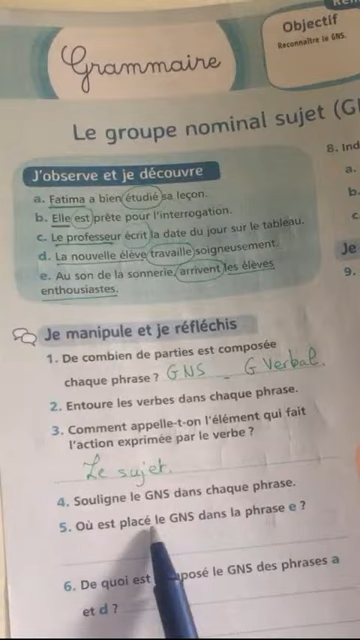 Grammaire
Objectif
Reconnaître le GNS.
Le groupe nominal sujet (G
J'observe et je découvre
a. Fatima a bien étudié sa leçon.
b. Elle est prête pour l'interrogation.
c. Le professeur écrit la date du jour sur le tableau.
d. La nouvelle élève travaille soigneusement.
e. Au son de la sonnerie, arrivent les élèves
enthousiastes.
Je manipule et je réfléchis
1. De combien de parties est composée
chaque phrase ? GNS - G Verbal.
2. Entoure les verbes dans chaque phrase.
3. Comment appelle-t-on l'élément qui fait
l'action exprimée par le verbe ?
Le sujet.
4. Souligne le GNS dans chaque phrase.
5. Où est placé le GNS dans la phrase e ?
6. De quoi est posé le GNS des phrases a
et d ?
8. Ind
a.
b.
c
Je
9.